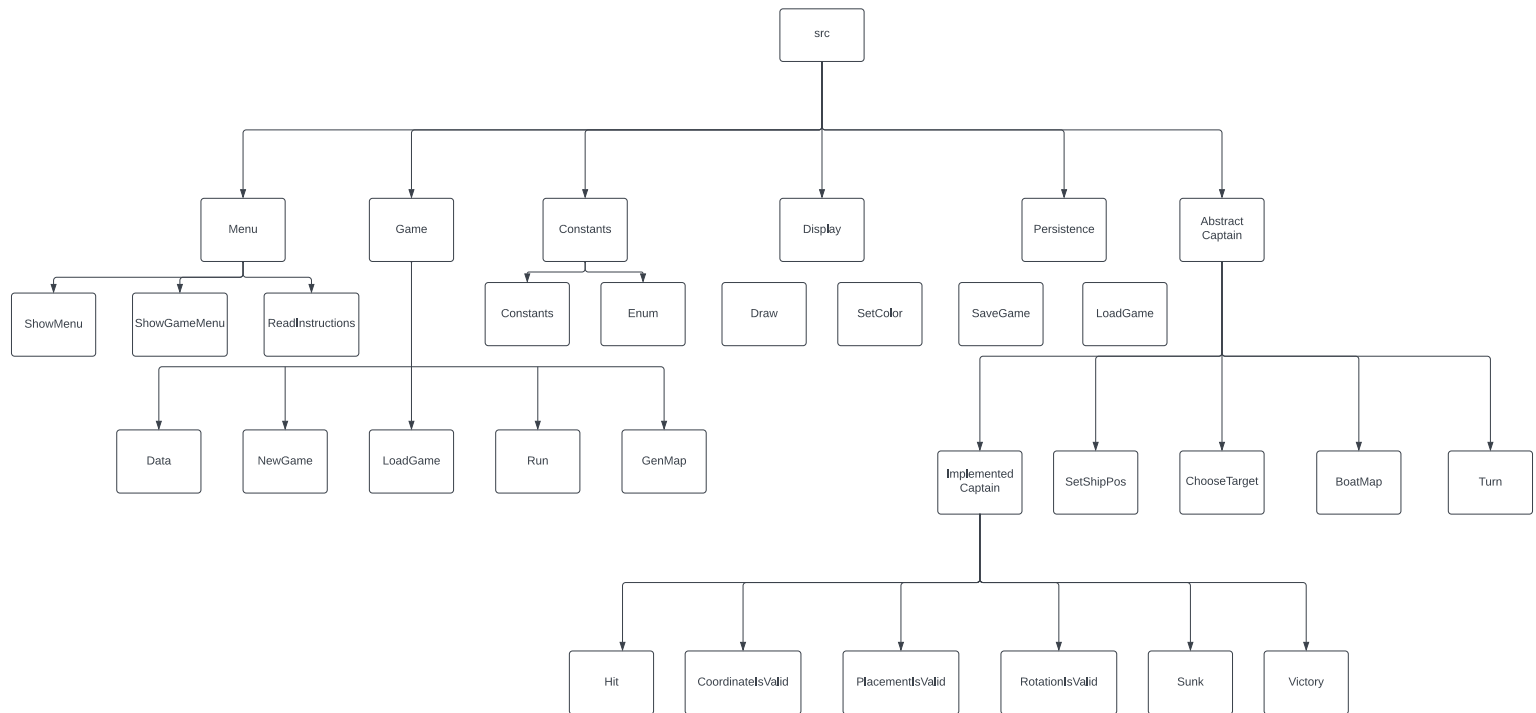 src
Menu
Game
Constants
Display
Persistence
Abstract
Captain
ShowMenu
ShowGameMenu
ReadInstructions
Constants
Enum
Draw
SetColor
SaveGame
LoadGame
Data
NewGame
LoadGame
Run
GenMap
Implemented
Captain
SetShipPos
ChooseTarget
BoatMap
Turn
Hit
CoordinateIsValid
PlacementIsValid
RotationIsValid
Sunk
Victory